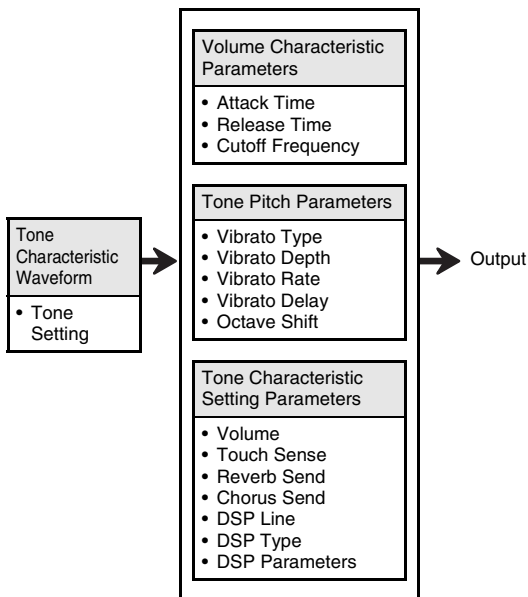 Tone
Characteristic
Waveform
• Tone
Setting
Volume Characteristic
Parameters
• Attack Time
• Release Time
• Cutoff Frequency
Tone Pitch Parameters
• Vibrato Type
• Vibrato Depth
• Vibrato Rate
• Vibrato Delay
• Octave Shift
Tone Characteristic
Setting Parameters
• Volume
• Touch Sense
• Reverb Send
• Chorus Send
• DSP Line
• DSP Type
• DSP Parameters
Output